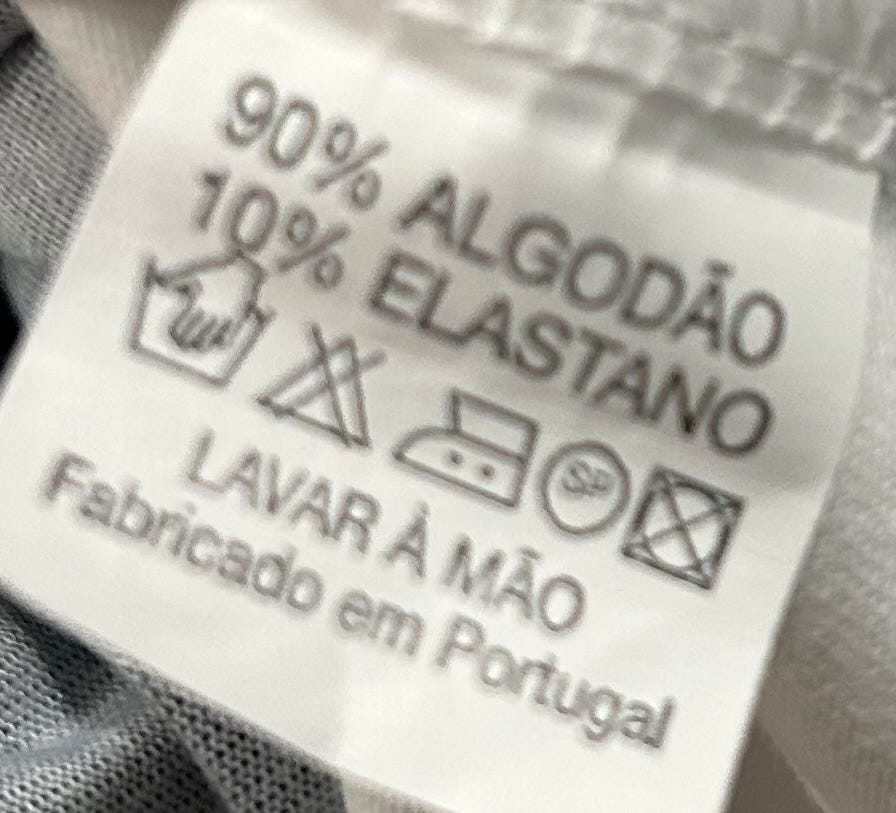 90% ALGODÃO
10% ELASTANO
LAVAR À MÃO
Fabricado em Portugal